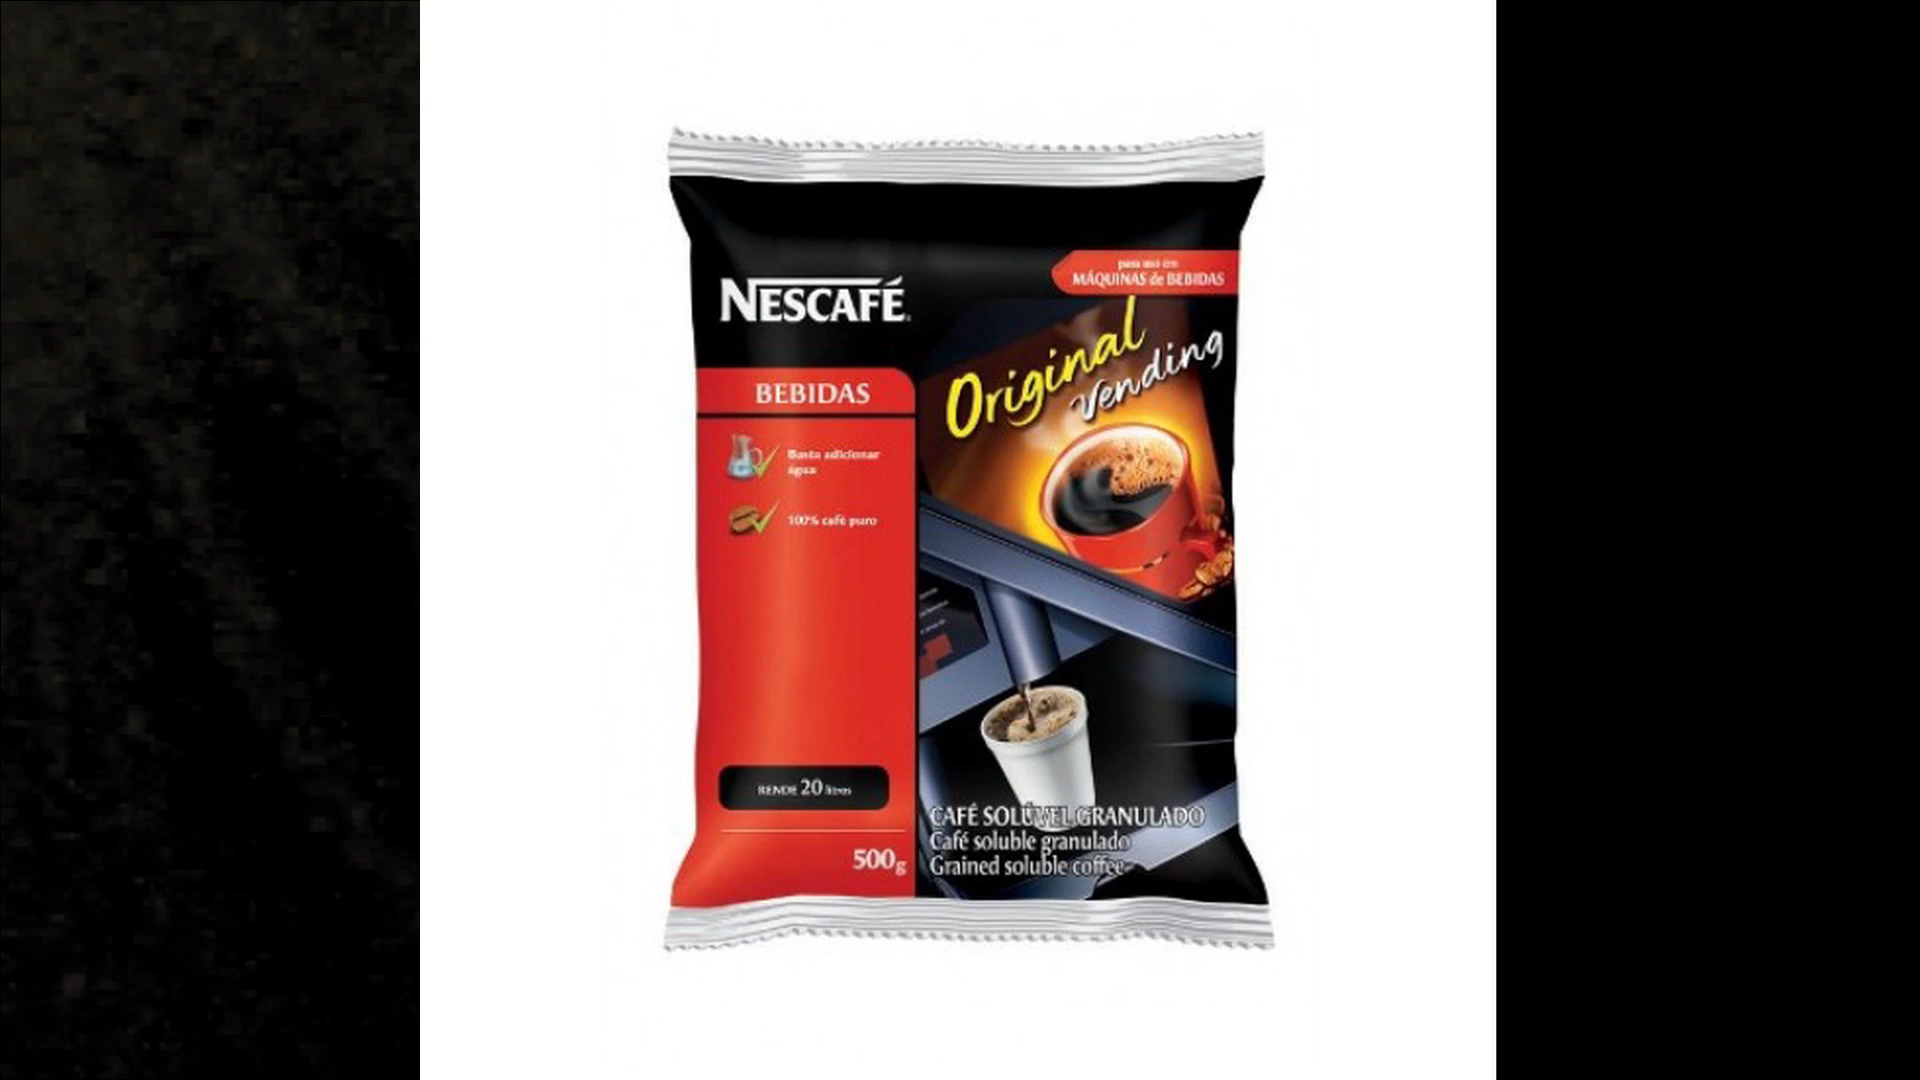 para uso em
MÁQUINAS de BEBIDAS
NESCAFÉ
Original
Vending
BEBIDAS
Basta adicionar
água
100% café puro
RENDE 20 litros
500g
CAFÉ SOLÚVEL GRANULADO
Café soluble granulado
Grained soluble coffee